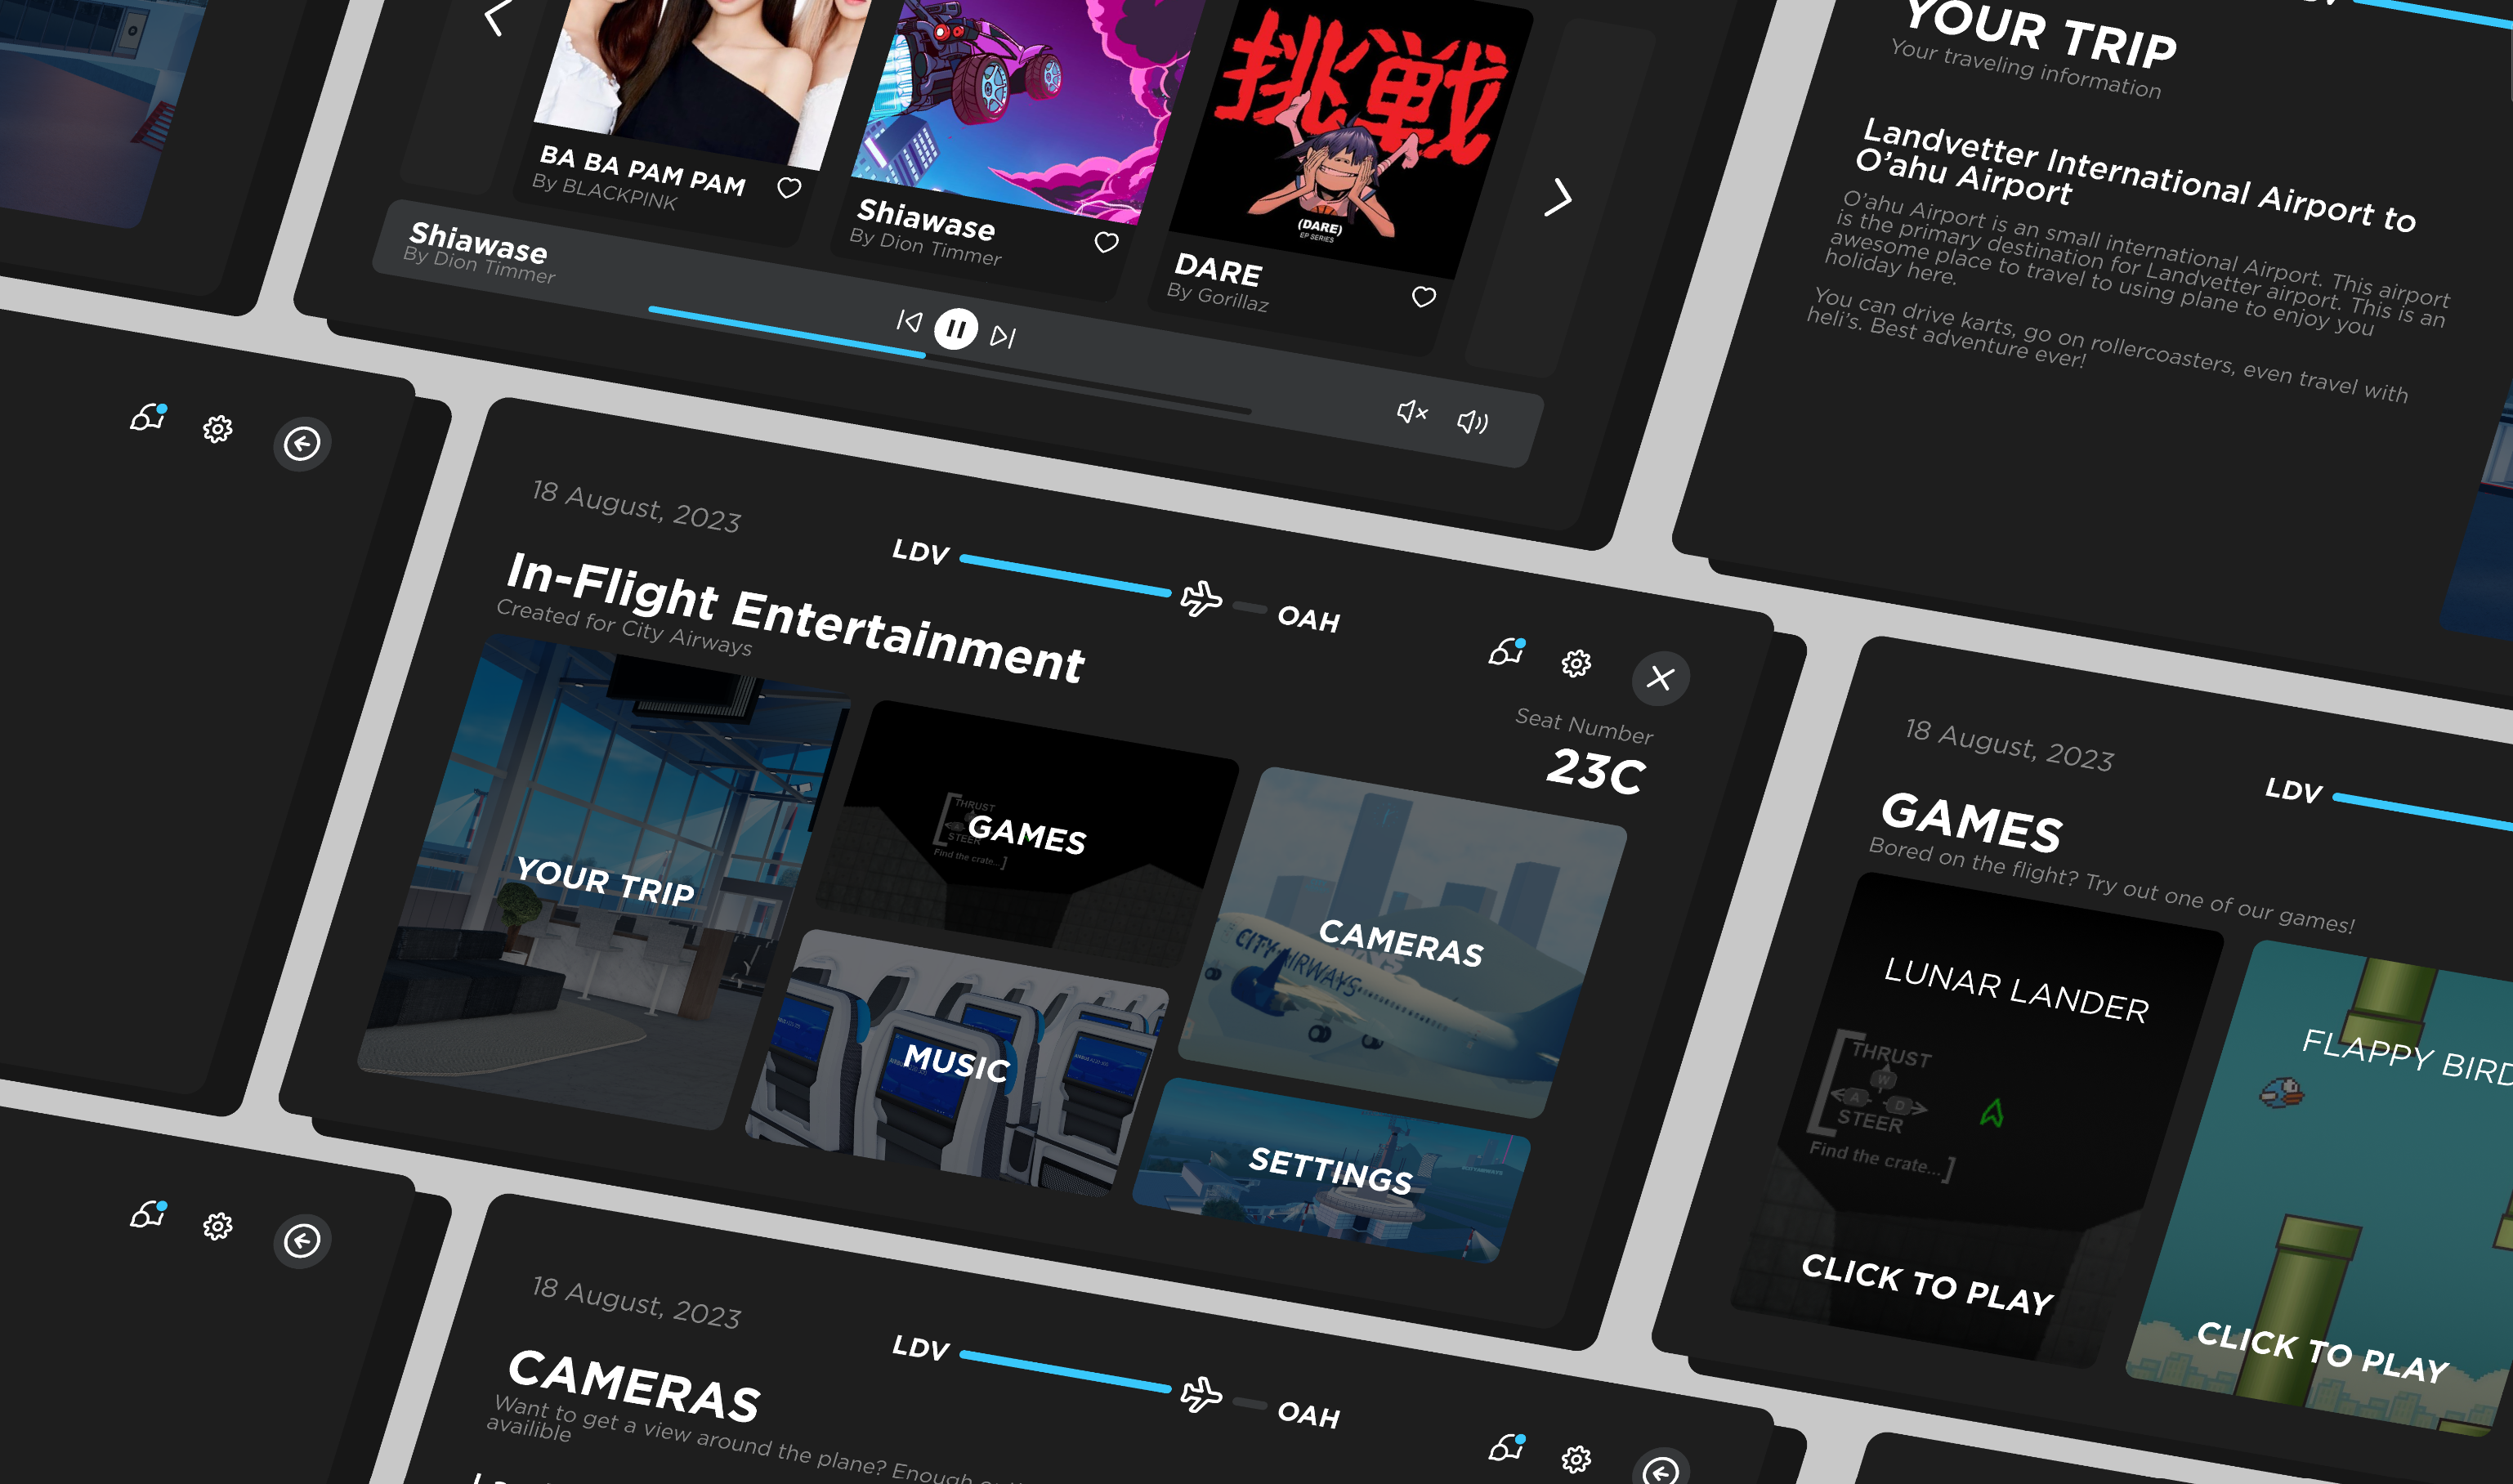 BA BA PAM PAM
By BLACKPINK
Shiawase
By Dion Timmer
挑戦
(DARE)
EP SERIES
DARE
By Gorillaz
Shiawase
By Dion Timmer
YOUR TRIP
Your traveling information
Landvetter International Airport to
O'ahu Airport
O'ahu Airport is an small international Airport. This airport
is the primary destination for Landvetter airport. This is an
awesome place to travel to using plane to enjoy you
holiday here.
You can drive karts, go on rollercoasters, even travel with
heli's. Best adventure ever!
18 August, 2023
LDV
OAH
In-Flight Entertainment
Created for City Airways
Seat Number
23C
YOUR TRIP
THRUST
STEER
Find the crate...]
GAMES
MUSIC
CITY AIRWAYS
CAMERAS
SETTINGS
18 August, 2023
LDV
GAMES
Bored on the flight? Try out one of our games!
LUNAR LANDER
THRUST
W
A
D
STEER
Find the crate...]
CLICK TO PLAY
FLAPPY BIRD
CLICK TO PLAY
18 August, 2023
LDV
OAH
CAMERAS
Want to get a view around the plane? Enough
availible